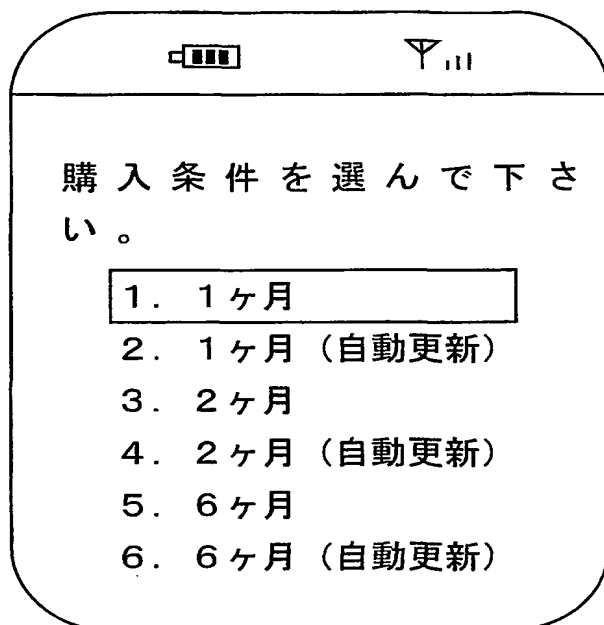 購入条件を選んで下さ
い。
1. 1ヶ月
2. 1ヶ月(自動更新)
3. 2ヶ月
4. 2ヶ月(自動更新)
5. 6ヶ月
6. 6ヶ月(自動更新)